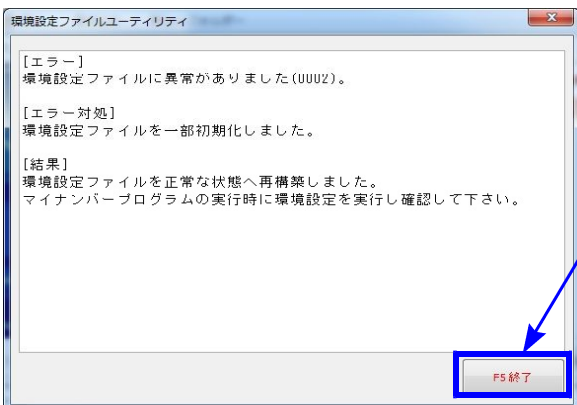 環境設定ファイルユーティリティ
[エラー]
環境設定ファイルに異常がありました(0002)。
[エラー対処]
環境設定ファイルを一部初期化しました。
[結果]
環境設定ファイルを正常な状態へ再構築しました。
マイナンバープログラムの実行時に環境設定を実行し確認して下さい。
F5 終了